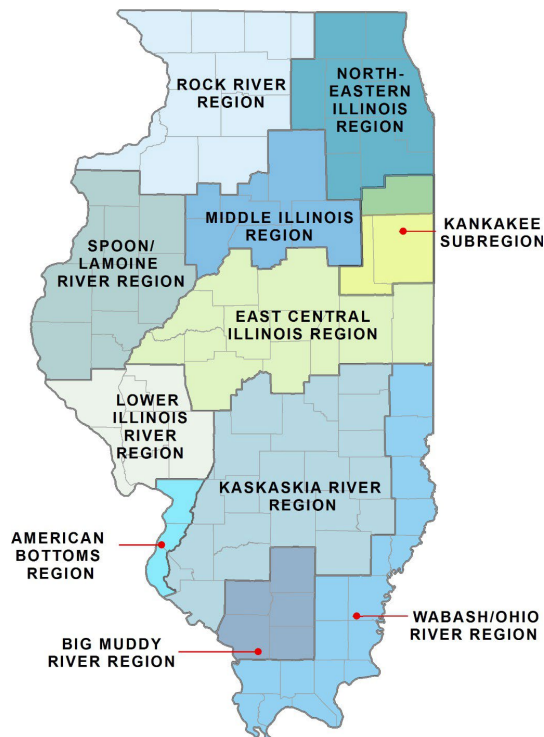 ROCK RIVER
REGION
NORTH-
EASTERN
ILLINOIS
REGION
MIDDLE ILLINOIS
REGION
KANKAKEE
SUBREGION
SPOON/
LAMOINE
RIVER REGION
EAST CENTRAL
ILLINOIS REGION
LOWER
ILLINOIS
RIVER
REGION
KASKASKIA RIVER
REGION
AMERICAN
BOTTOMS
REGION
WABASH/OHIO
RIVER REGION
BIG MUDDY
RIVER REGION